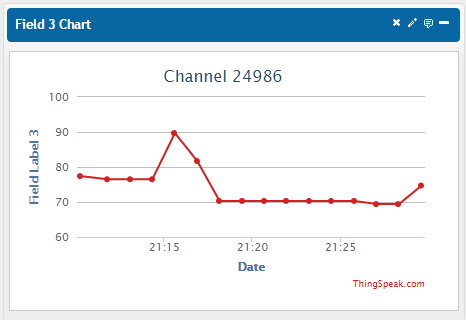 Field 3 Chart
Channel 24986
100
90
80
70
60
Field Label 3
21:15 21:20 21:25
Date
ThingSpeak.com